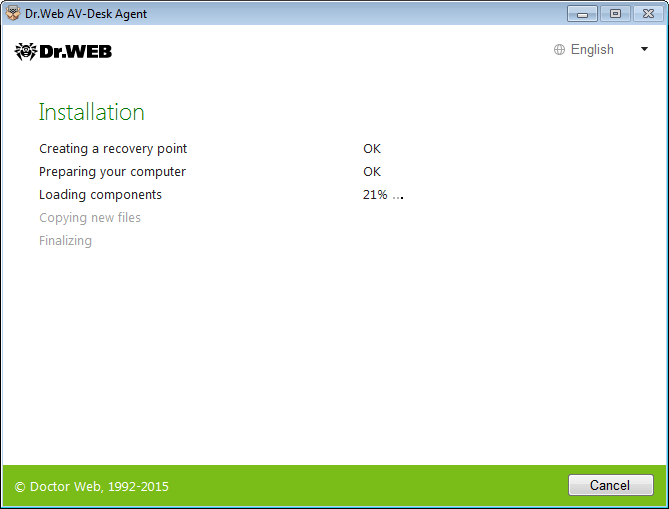 Dr.Web AV-Desk Agent
Dr.WEB
English
Installation
Creating a recovery point OK
Preparing your computer OK
Loading components 21% ...
Copying new files
Finalizing
© Doctor Web, 1992-2015
Cancel